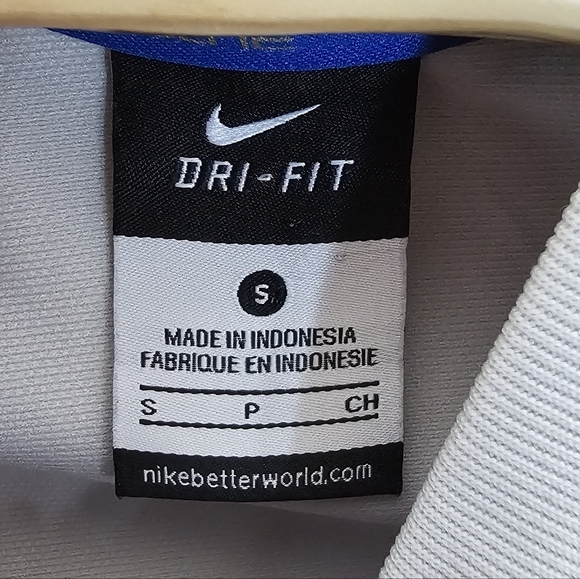 DRI-FIT
S
MADE IN INDONESIA
FABRIQUE EN INDONESIE
S P CH
nikebetterworld.com